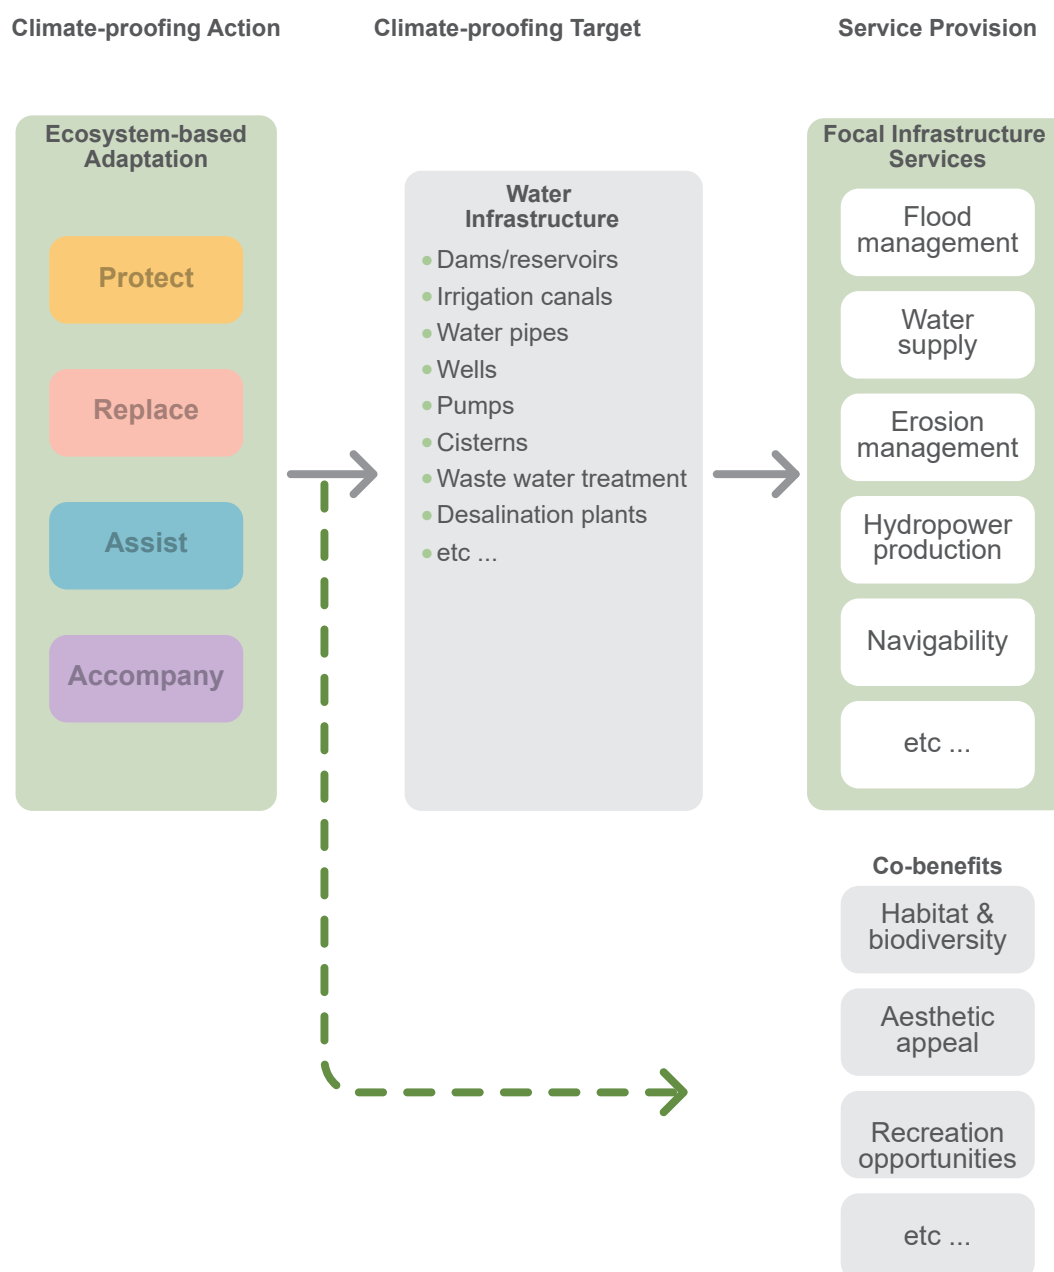 Climate-proofing Action
Climate-proofing Target
Service Provision
Ecosystem-based
Adaptation
Protect
Replace
Assist
Accompany
Water
Infrastructure
Dams/reservoirs
Irrigation canals
Water pipes
Wells
Pumps
Cisterns
Waste water treatment
Desalination plants
etc ...
Focal Infrastructure
Services
Flood
management
Water
supply
Erosion
management
Hydropower
production
Navigability
etc ...
Co-benefits
Habitat &
biodiversity
Aesthetic
appeal
Recreation
opportunities
etc ...